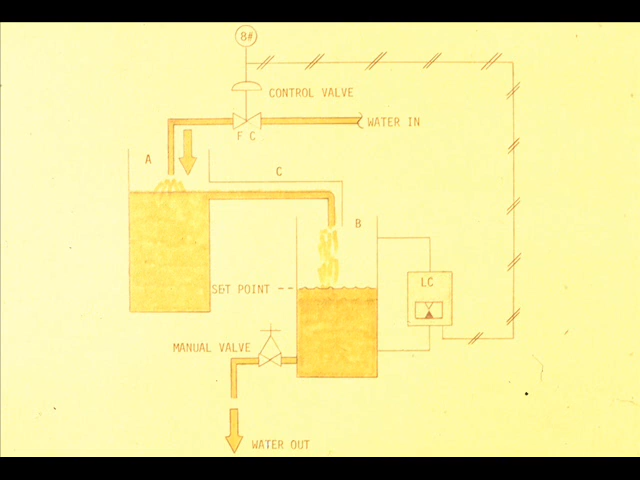 8#
CONTROL VALVE
WATER IN
F C
A
C
B
SET POINT
LC
MANUAL VALVE
WATER OUT